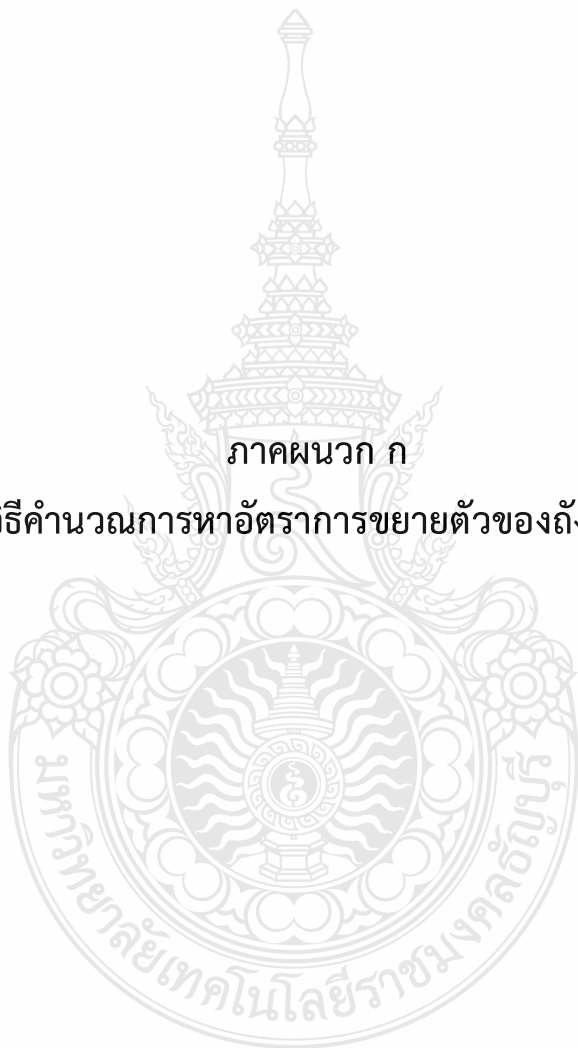 ภาคผนวก ก
วิธีคำนวณการหาอัตราการขยายตัวของถัง
มหาวิทยาลัยเทคโนโลยีราชมงคลธัญบุรี